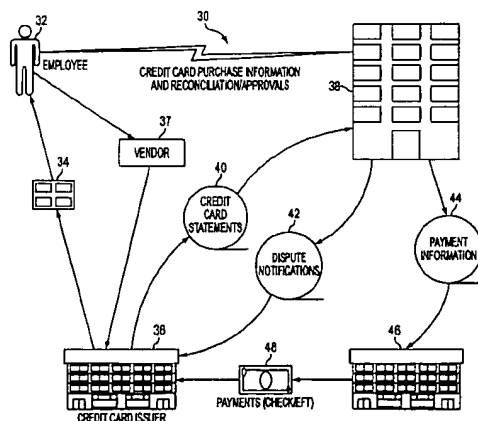 32
30
EMPLOYEE
CREDIT CARD PURCHASE INFORMATION
AND RECONCILIATION/APPROVALS
38
37
VENDOR
34
40
CREDIT
CARD
STATEMENTS
42
DISPUTE
NOTIFICATIONS
44
PAYMENT
INFORMATION
36
48
46
PAYMENTS (CHECK/EFT)
CREDIT CARD ISSUER